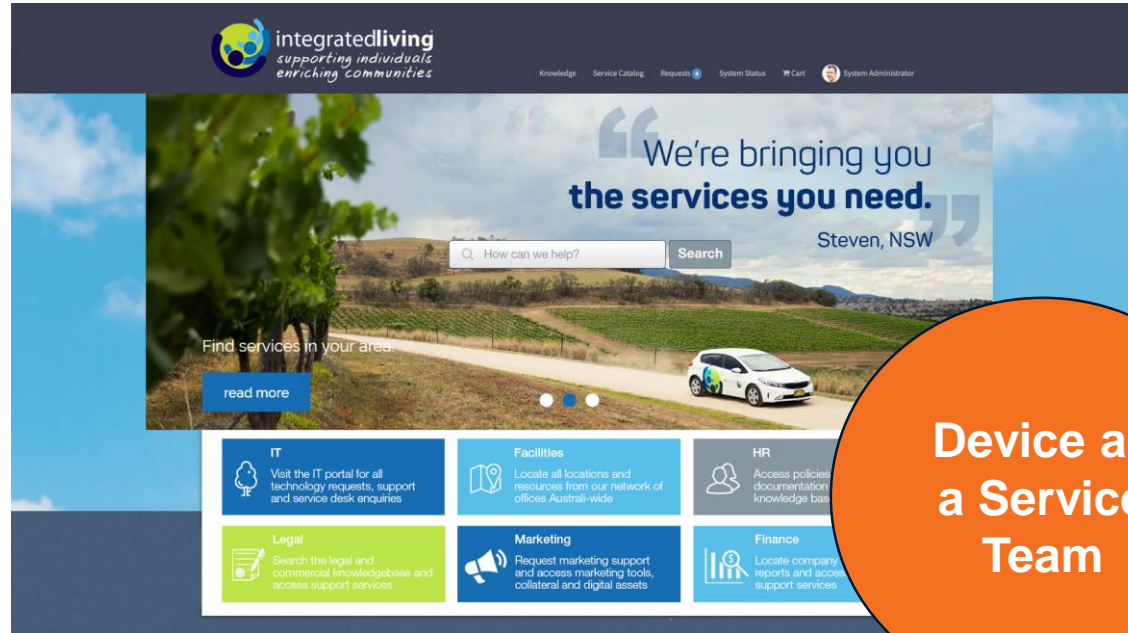 integratedliving
supporting individuals
enriching communities
Knowledge Service Catalog Requests 4 System Status Cart System Administrator
“We're bringing you
the services you need.”
Steven, NSW
How can we help? Search
Find services in your area.
read more
IT
Visit the IT portal for all
technology requests, support
and service desk enquiries
Facilities
Locate all locations and
resources from our network of
offices Australi-wide
HR
Access policies
documentation
knowledge bas
Legal
Search the legal and
commercial knowledgebase and
access support services
Marketing
Request marketing support
and access marketing tools,
collateral and digital assets
Finance
Locate company
reports and acces
support services
Device a
a Service
Team